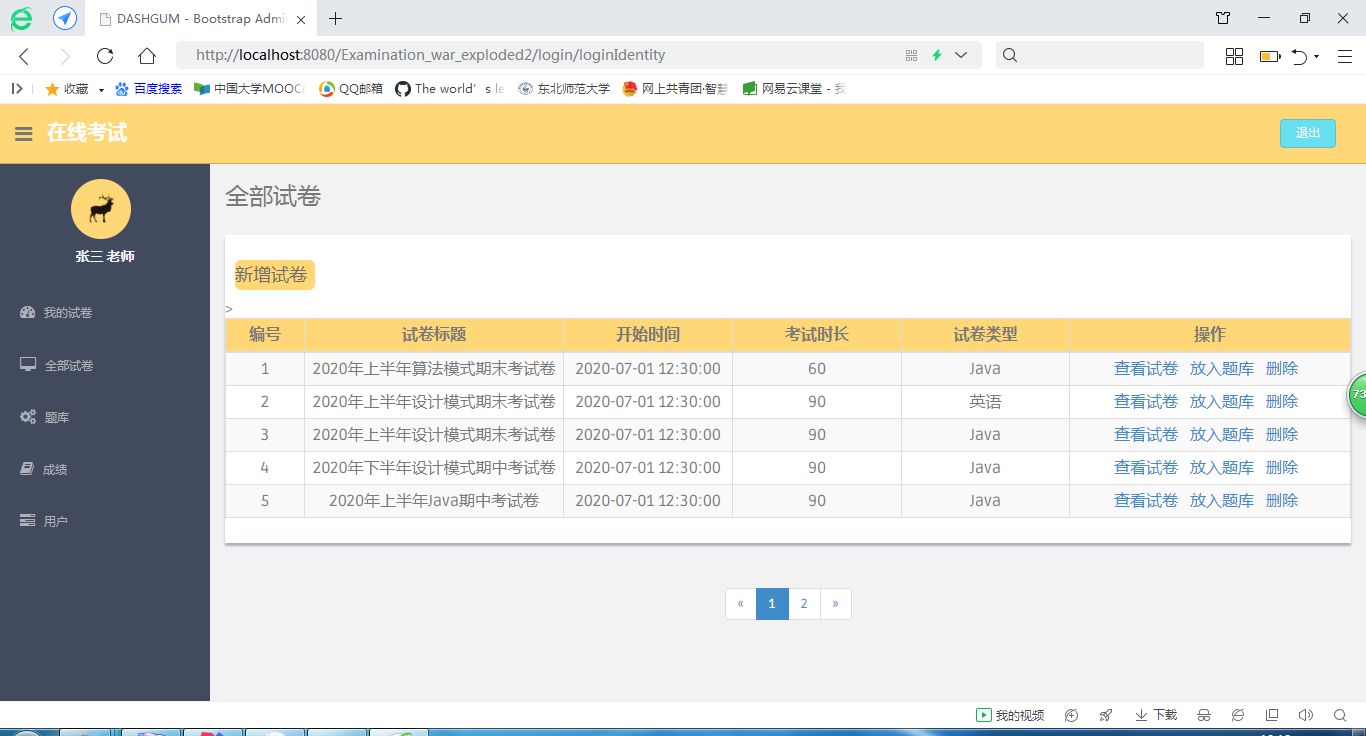 DASHGUM - Bootstrap Admi
http://localhost:8080/Examination_war_exploded2/login/loginIdentity
收藏 百度搜索 中国大学MOOC QQ邮箱 The world's le 东北师范大学 网上共青团·智慧 网易云课堂 - 我
在线考试 退出
张三 老师
我的试卷
全部试卷
题库
成绩
用户
全部试卷
新增试卷
>
编号 试卷标题 开始时间 考试时长 试卷类型 操作
1 2020年上半年算法模式期末考试卷 2020-07-01 12:30:00 60 Java 查看试卷 放入题库 删除
2 2020年上半年设计模式期末考试卷 2020-07-01 12:30:00 90 英语 查看试卷 放入题库 删除
3 2020年上半年设计模式期末考试卷 2020-07-01 12:30:00 90 Java 查看试卷 放入题库 删除
4 2020年下半年设计模式期中考试卷 2020-07-01 12:30:00 90 Java 查看试卷 放入题库 删除
5 2020年上半年Java期中考试卷 2020-07-01 12:30:00 90 Java 查看试卷 放入题库 删除
« 1 2 »
73
我的视频 下载